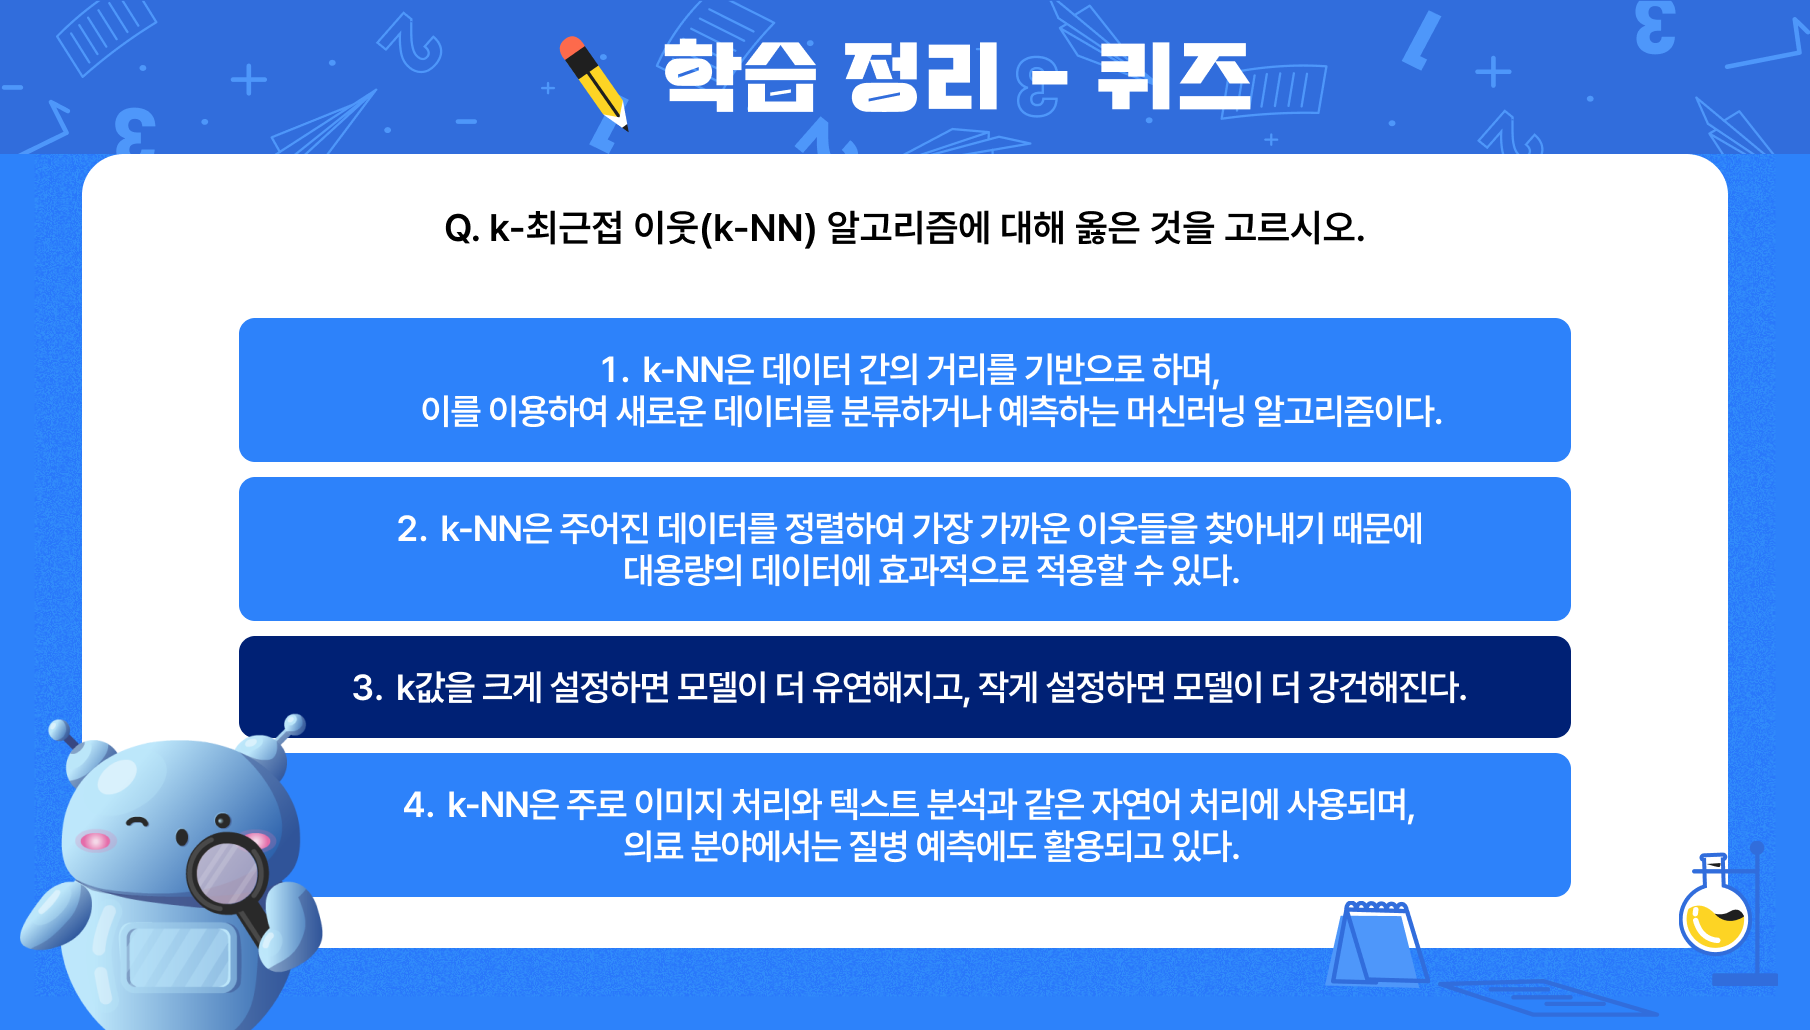 학습 정리 - 퀴즈
Q. k-최근접 이웃(k-NN) 알고리즘에 대해 옳은 것을 고르시오.
1. k-NN은 데이터 간의 거리를 기반으로 하며,
이를 이용하여 새로운 데이터를 분류하거나 예측하는 머신러닝 알고리즘이다.
2. k-NN은 주어진 데이터를 정렬하여 가장 가까운 이웃들을 찾아내기 때문에
대용량의 데이터에 효과적으로 적용할 수 있다.
3. k값을 크게 설정하면 모델이 더 유연해지고, 작게 설정하면 모델이 더 강건해진다.
4. k-NN은 주로 이미지 처리와 텍스트 분석과 같은 자연어 처리에 사용되며,
의료 분야에서는 질병 예측에도 활용되고 있다.